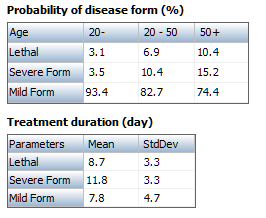 Probability of disease form (%)
Age 20- 20 - 50 50+
Lethal 3.1 6.9 10.4
Severe Form 3.5 10.4 15.2
Mild Form 93.4 82.7 74.4
Treatment duration (day)
Parameters Mean StdDev
Lethal 8.7 3.3
Severe Form 11.8 3.3
Mild Form 7.8 4.7